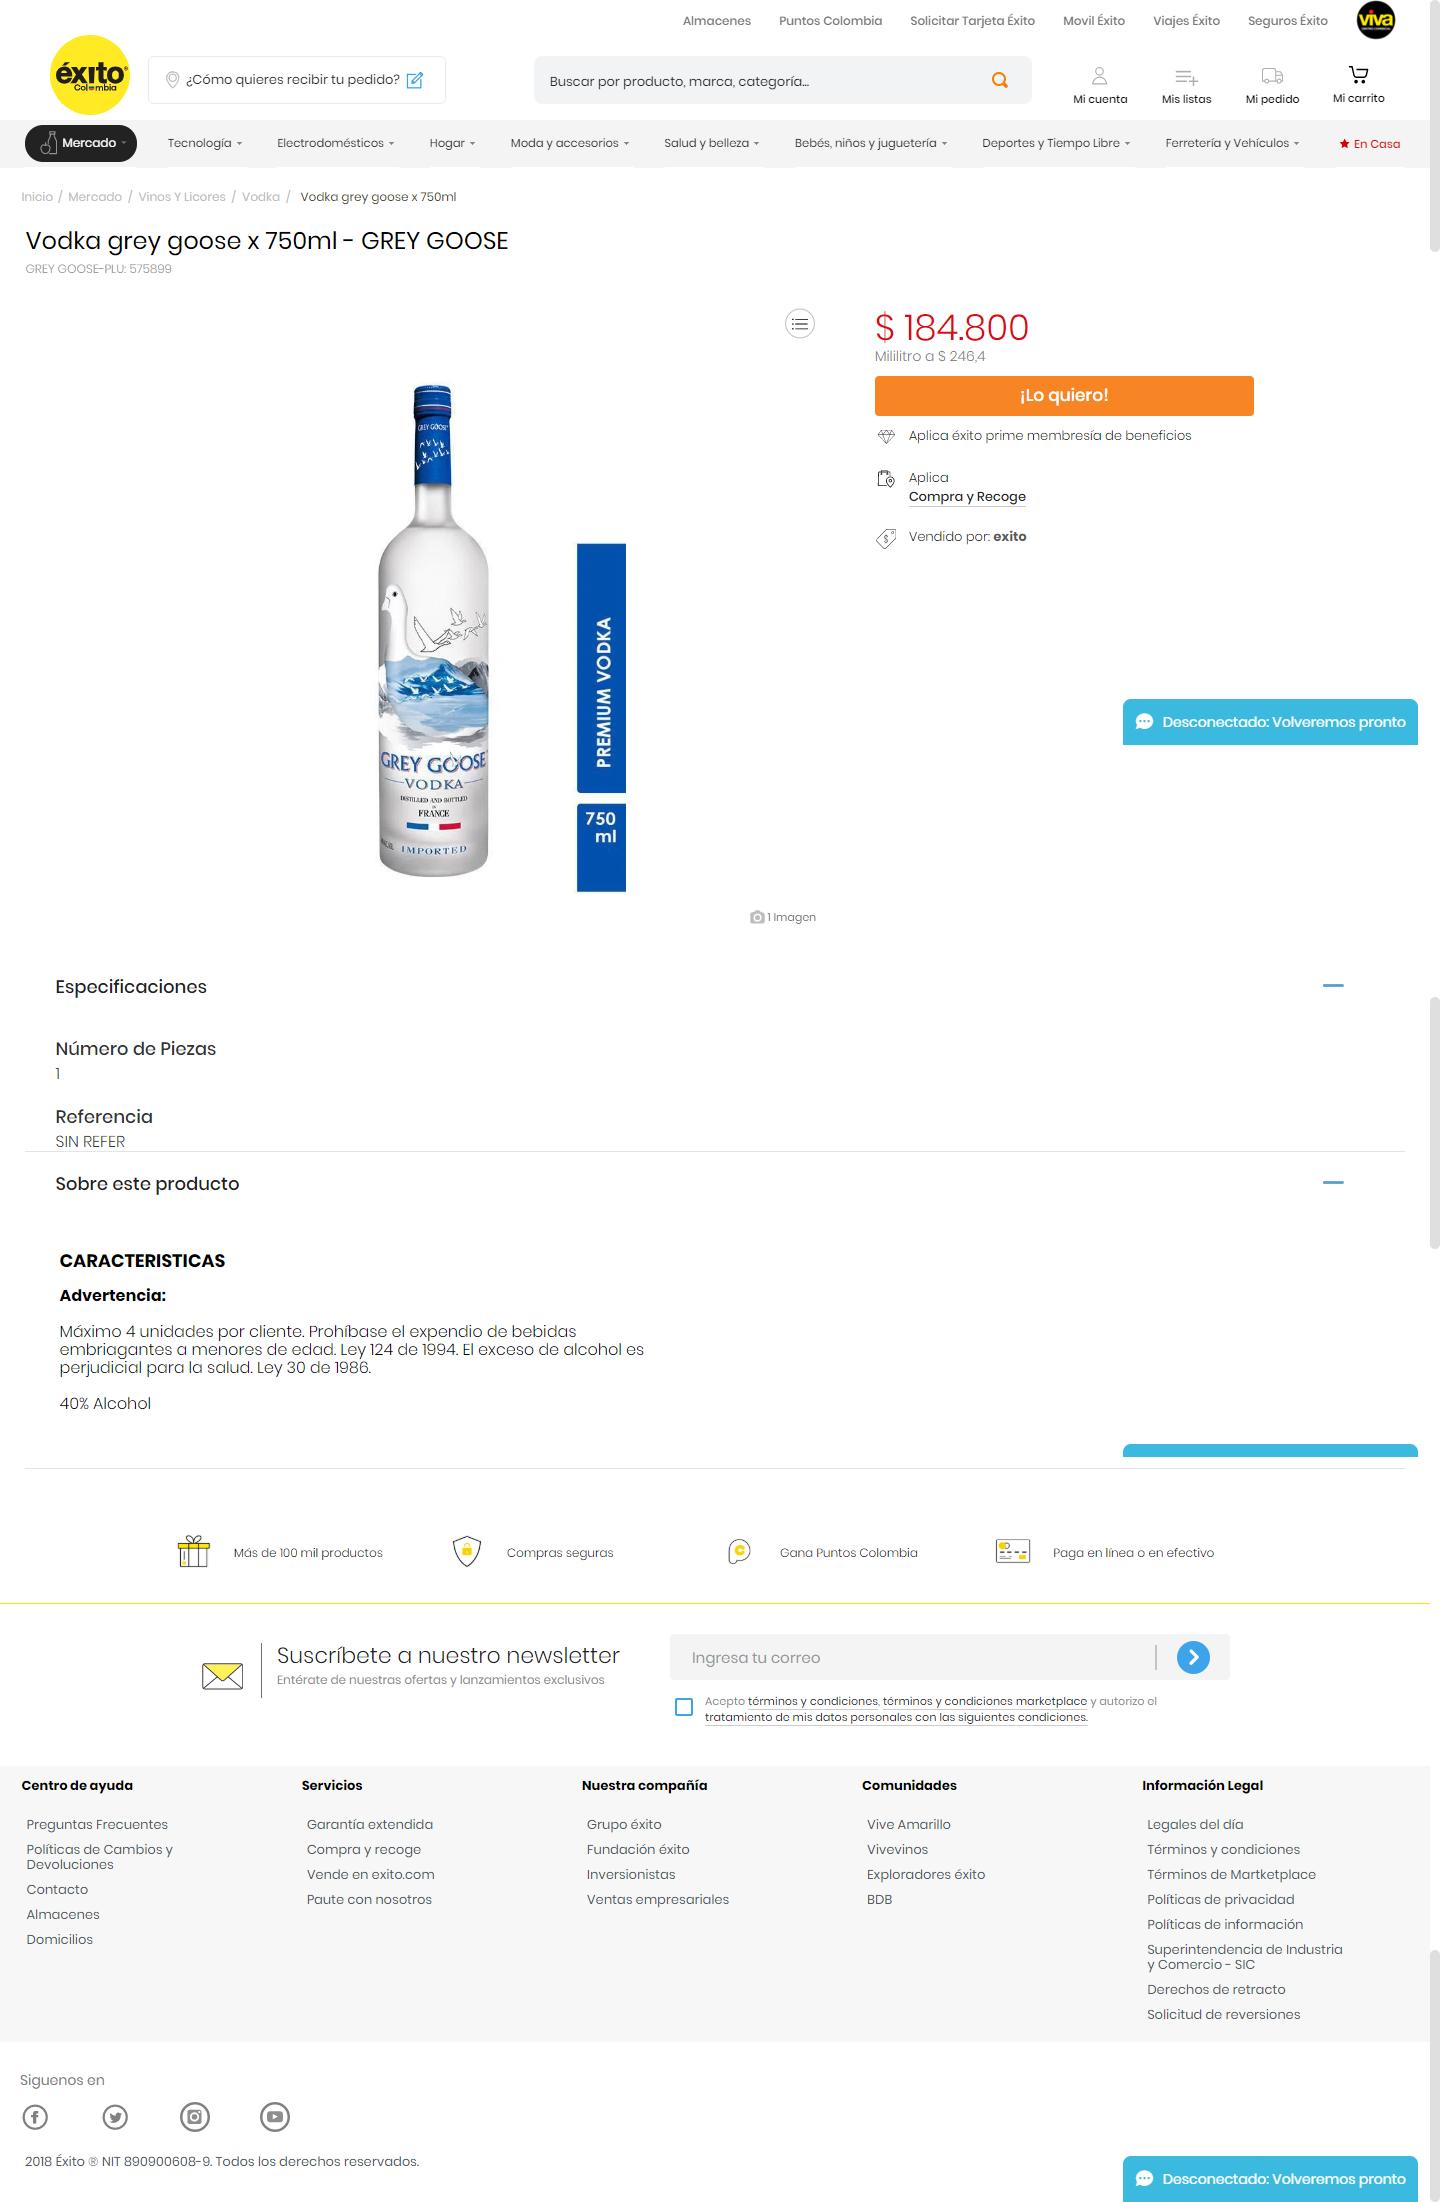 Almacenes Puntos Colombia Solicitar Tarjeta Éxito Movil Éxito Viajes Éxito Seguros Éxito viva
éxito
Colombia
¿Cómo quieres recibir tu pedido?
Buscar por producto, marca, categoría...
Mi cuenta Mis listas Mi pedido Mi carrito
Mercado Tecnología Electrodomésticos Hogar Moda y accesorios Salud y belleza Bebés, niños y juguetería Deportes y Tiempo Libre Ferretería y Vehículos En Casa
Inicio / Mercado / Vinos Y Licores / Vodka / Vodka grey goose x 750ml
Vodka grey goose x 750ml - GREY GOOSE
GREY GOOSE-PLU: 575899
$ 184.800
Mililitro a $ 246,4
¡Lo quiero!
Aplica éxito prime membresía de beneficios
Aplica
Compra y Recoge
Vendido por: exito
GREY GOOSE
GREY GOOSE
VODKA
DISTILLED AND BOTTLED
IN
FRANCE
IMPORTED
PREMIUM VODKA
750
ml
Desconectado: Volveremos pronto
1 Imagen
Especificaciones
Número de Piezas
1
Referencia
SIN REFER
Sobre este producto
CARACTERISTICAS
Advertencia:
Máximo 4 unidades por cliente. Prohíbase el expendio de bebidas
embriagantes a menores de edad. Ley 124 de 1994. El exceso de alcohol es
perjudicial para la salud. Ley 30 de 1986.
40% Alcohol
Más de 100 mil productos Compras seguras Gana Puntos Colombia Paga en línea o en efectivo
Suscríbete a nuestro newsletter
Entérate de nuestras ofertas y lanzamientos exclusivos
Ingresa tu correo
Acepto términos y condiciones, términos y condiciones marketplace y autorizo el
tratamiento de mis datos personales con las siguientes condiciones.
Centro de ayuda
Preguntas Frecuentes
Políticas de Cambios y
Devoluciones
Contacto
Almacenes
Domicilios
Servicios
Garantía extendida
Compra y recoge
Vende en exito.com
Paute con nosotros
Nuestra compañía
Grupo éxito
Fundación éxito
Inversionistas
Ventas empresariales
Comunidades
Vive Amarillo
Vivevinos
Exploradores éxito
BDB
Información Legal
Legales del día
Términos y condiciones
Términos de Martketplace
Políticas de privacidad
Políticas de información
Superintendencia de Industria
y Comercio - SIC
Derechos de retracto
Solicitud de reversiones
Siguenos en
2018 Éxito ® NIT 890900608-9. Todos los derechos reservados.
Desconectado: Volveremos pronto